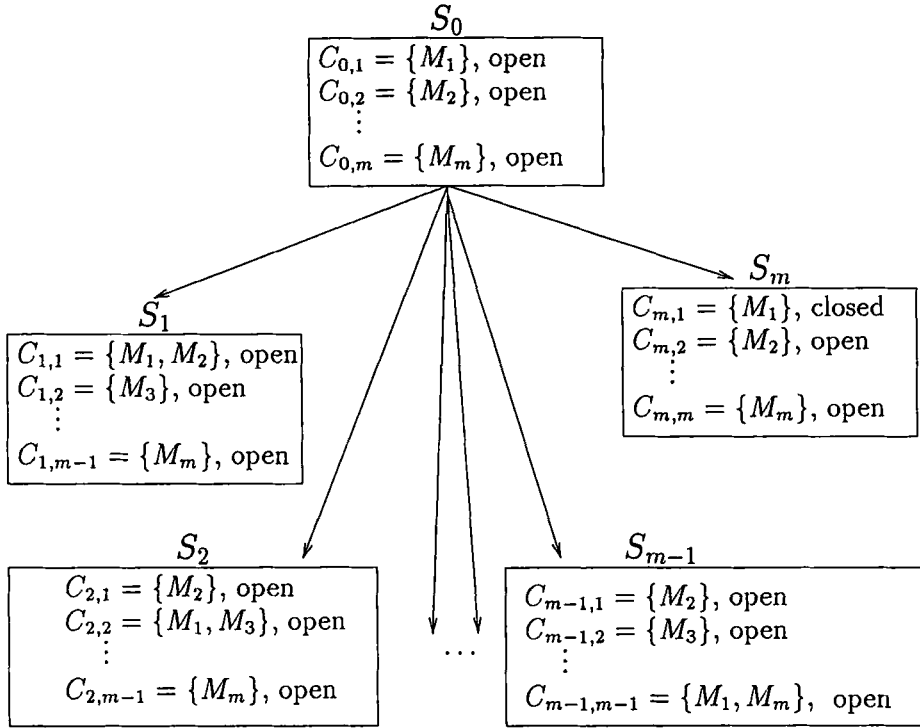 S_0
C_{0,1} = {M_1}, open
C_{0,2} = {M_2}, open
⋮
C_{0,m} = {M_m}, open
S_1
C_{1,1} = {M_1, M_2}, open
C_{1,2} = {M_3}, open
⋮
C_{1,m-1} = {M_m}, open
S_m
C_{m,1} = {M_1}, closed
C_{m,2} = {M_2}, open
⋮
C_{m,m} = {M_m}, open
S_2
C_{2,1} = {M_2}, open
C_{2,2} = {M_1, M_3}, open
⋮
C_{2,m-1} = {M_m}, open
...
S_{m-1}
C_{m-1,1} = {M_2}, open
C_{m-1,2} = {M_3}, open
⋮
C_{m-1,m-1} = {M_1, M_m}, open